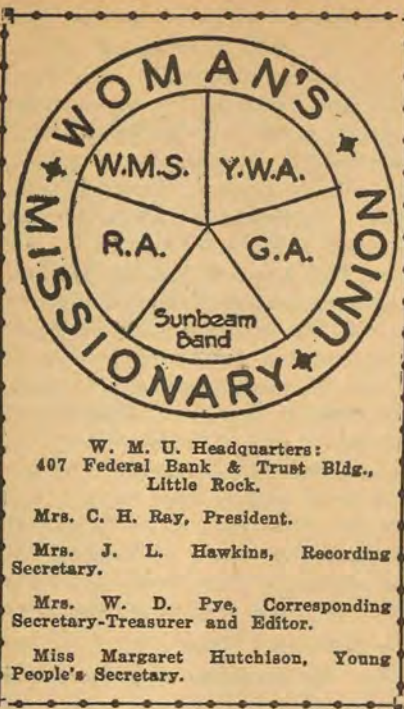 WOMAN'S
MISSIONARY UNION
W.M.S. Y.W.A.
R.A. G.A.
Sunbeam
Band
W. M. U. Headquarters:
407 Federal Bank & Trust Bldg.,
Little Rock.
Mrs. C. H. Ray, President.
Mrs. J. L. Hawkins, Recording
Secretary.
Mrs. W. D. Pye, Corresponding
Secretary-Treasurer and Editor.
Miss Margaret Hutchison, Young
People's Secretary.